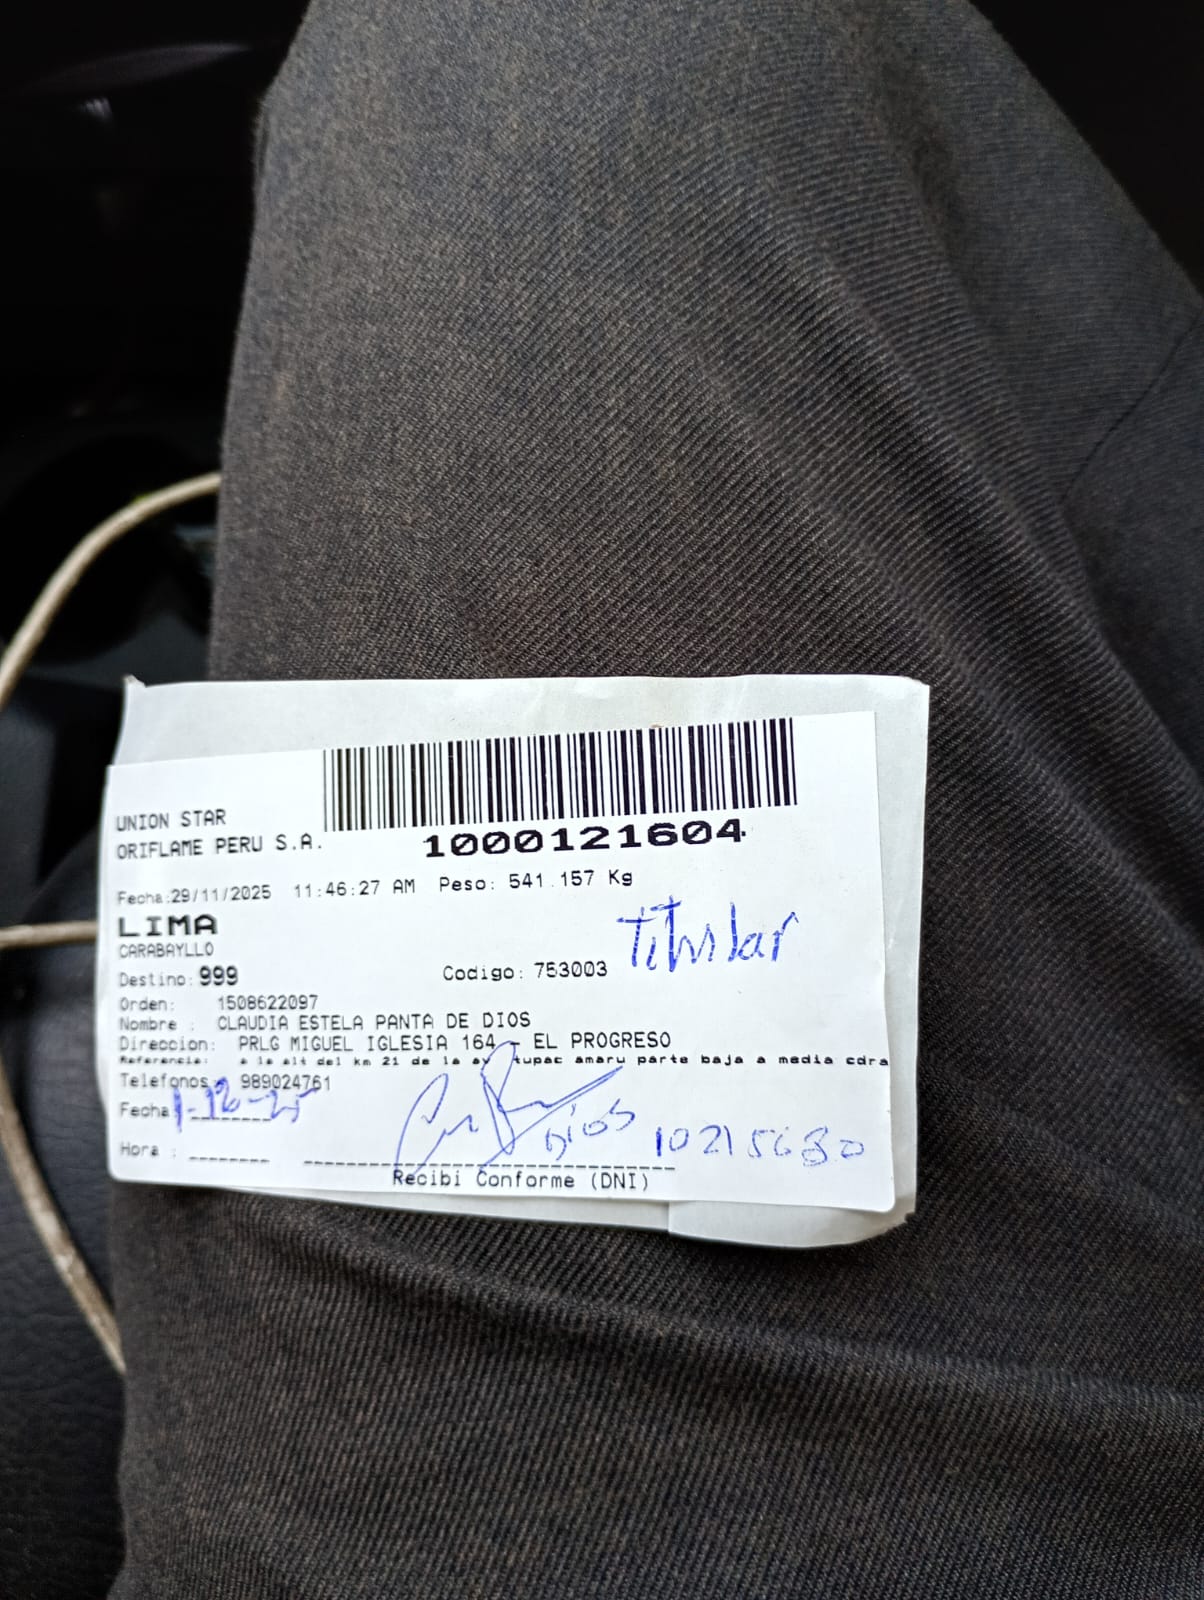 UNION STAR
ORIFLAME PERU S.A.
1000121604
Fecha:29/11/2025 11:46:27 AM Peso: 541.157 Kg
LIMA
CARABAYLLO
Titular
Destino: 999 Codigo: 753003
Orden: 1508622097
Nombre : CLAUDIA ESTELA PANTA DE DIOS
Direccion: PRLG MIGUEL IGLESIA 164 - EL PROGRESO
Referencia: a la alt del km 21 de la av tupac amaru parte baja a media cdra
Telefonos: 989024761
Fecha: 1-12-25
Dios 10215680
Hora : ________
Recibi Conforme (DNI)